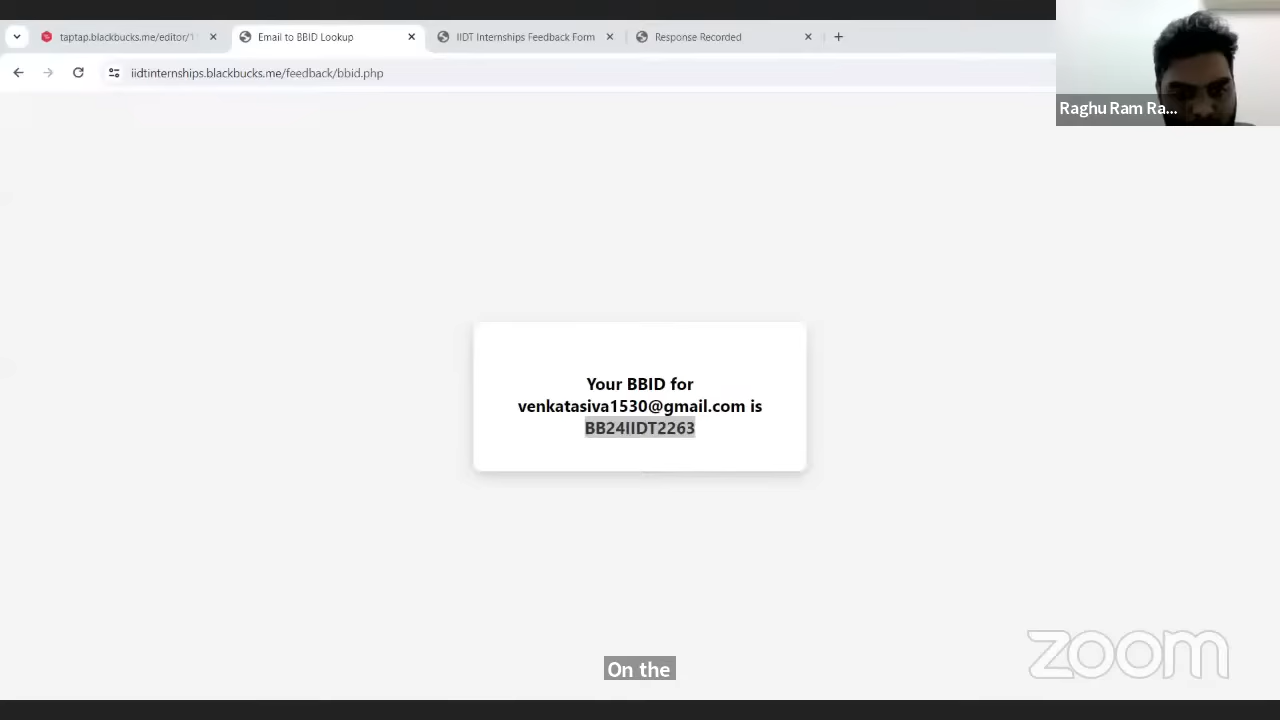 taptap.blackbucks.me/editor/1
Email to BBID Lookup
IIDT Internships Feedback Form
Response Recorded
iidtinternships.blackbucks.me/feedback/bbid.php
Raghu Ram Ra...
Your BBID for
venkatasiva1530@gmail.com is
BB24IIDT2263
On the
zoom